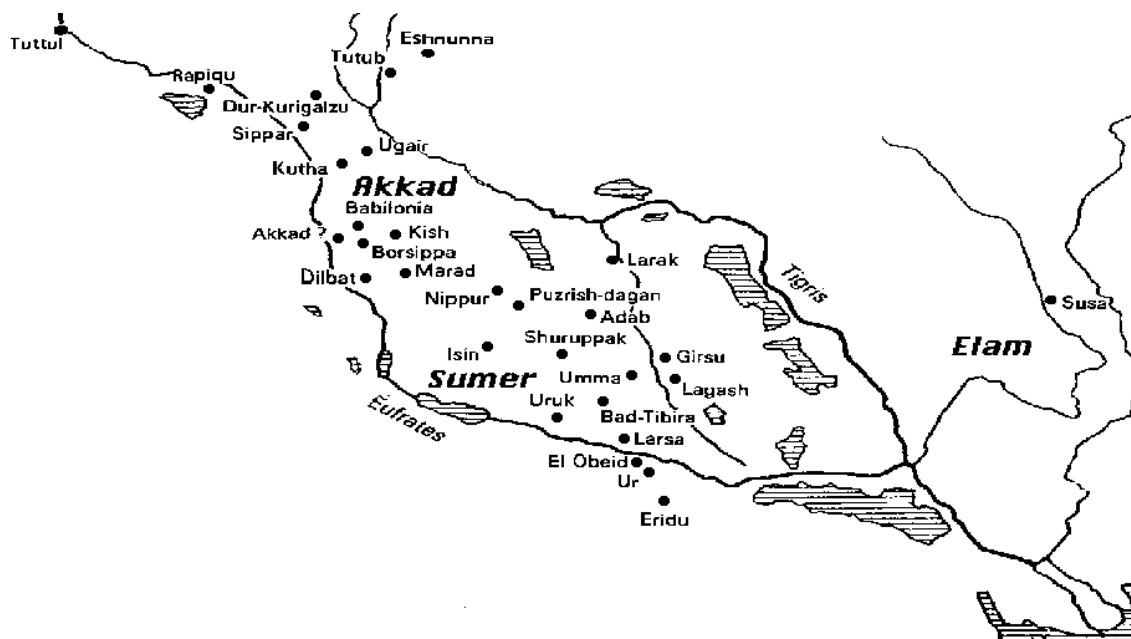 Tuttul
Eshnunna
Tutub
Rapiqu
Dur-Kurigalzu
Sippar
Ugair
Kutha
Akkad
Babilonia
Akkad ?
Kish
Borsippa
Larak
Dilbat
Marad
Tigris
Nippur
Puzrish-dagan
Susa
Adab
Shuruppak
Isin
Girsu
Elam
Sumer
Umma
Lagash
Uruk
Bad-Tibira
Eufrates
Larsa
El Obeid
Ur
Eridu